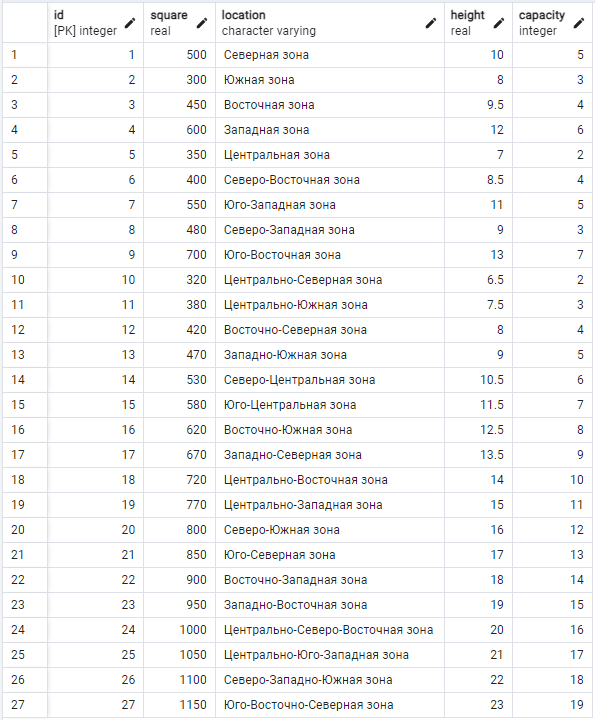 id square location height capacity
[PK] integer real character varying real integer
1 1 500 Северная зона 10 5
2 2 300 Южная зона 8 3
3 3 450 Восточная зона 9.5 4
4 4 600 Западная зона 12 6
5 5 350 Центральная зона 7 2
6 6 400 Северо-Восточная зона 8.5 4
7 7 550 Юго-Западная зона 11 5
8 8 480 Северо-Западная зона 9 3
9 9 700 Юго-Восточная зона 13 7
10 10 320 Центрально-Северная зона 6.5 2
11 11 380 Центрально-Южная зона 7.5 3
12 12 420 Восточно-Северная зона 8 4
13 13 470 Западно-Южная зона 9 5
14 14 530 Северо-Центральная зона 10.5 6
15 15 580 Юго-Центральная зона 11.5 7
16 16 620 Восточно-Южная зона 12.5 8
17 17 670 Западно-Северная зона 13.5 9
18 18 720 Центрально-Восточная зона 14 10
19 19 770 Центрально-Западная зона 15 11
20 20 800 Северо-Южная зона 16 12
21 21 850 Юго-Северная зона 17 13
22 22 900 Восточно-Западная зона 18 14
23 23 950 Западно-Восточная зона 19 15
24 24 1000 Центрально-Северо-Восточная зона 20 16
25 25 1050 Центрально-Юго-Западная зона 21 17
26 26 1100 Северо-Западно-Южная зона 22 18
27 27 1150 Юго-Восточно-Северная зона 23 19